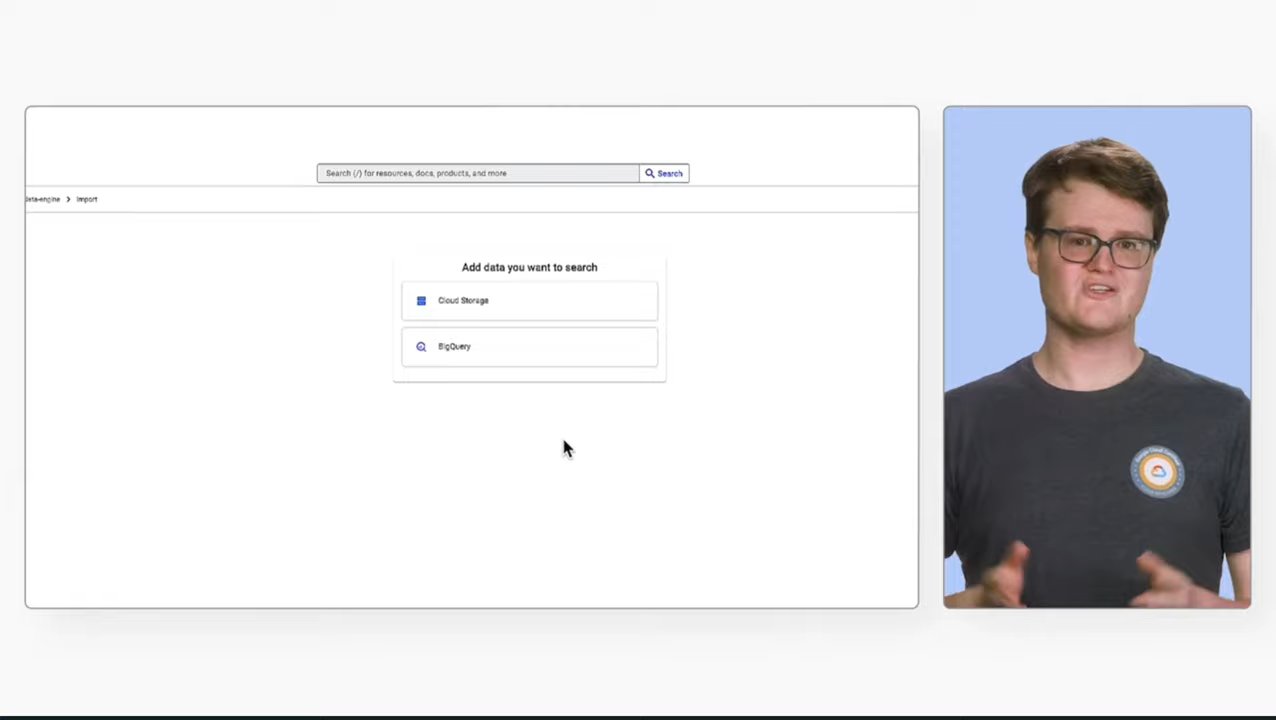 Search (/) for resources, docs, products, and more
Search
Import
Add data you want to search
Cloud Storage
BigQuery